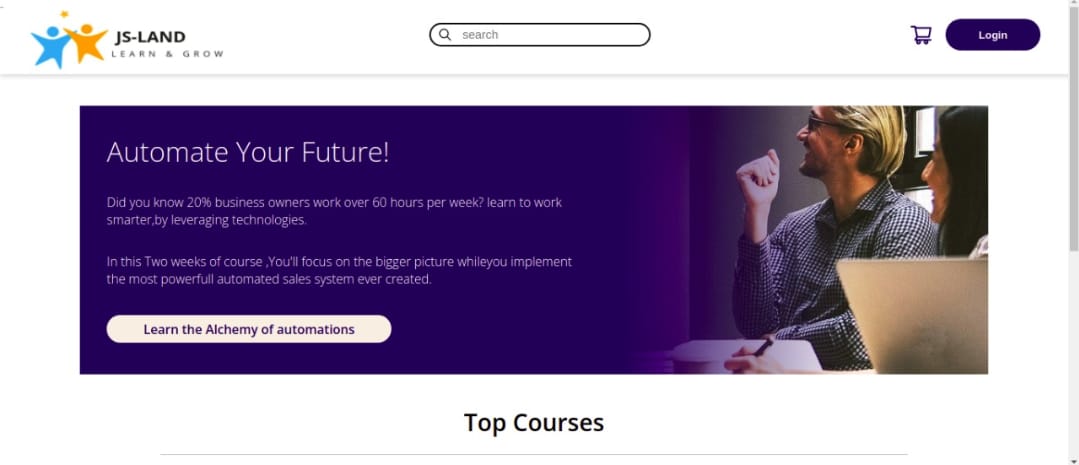 JS-LAND
LEARN & GROW
search
Login
Automate Your Future!
Did you know 20% business owners work over 60 hours per week? learn to work
smarter,by leveraging technologies.
In this Two weeks of course ,You'll focus on the bigger picture whileyou implement
the most powerfull automated sales system ever created.
Learn the Alchemy of automations
Top Courses